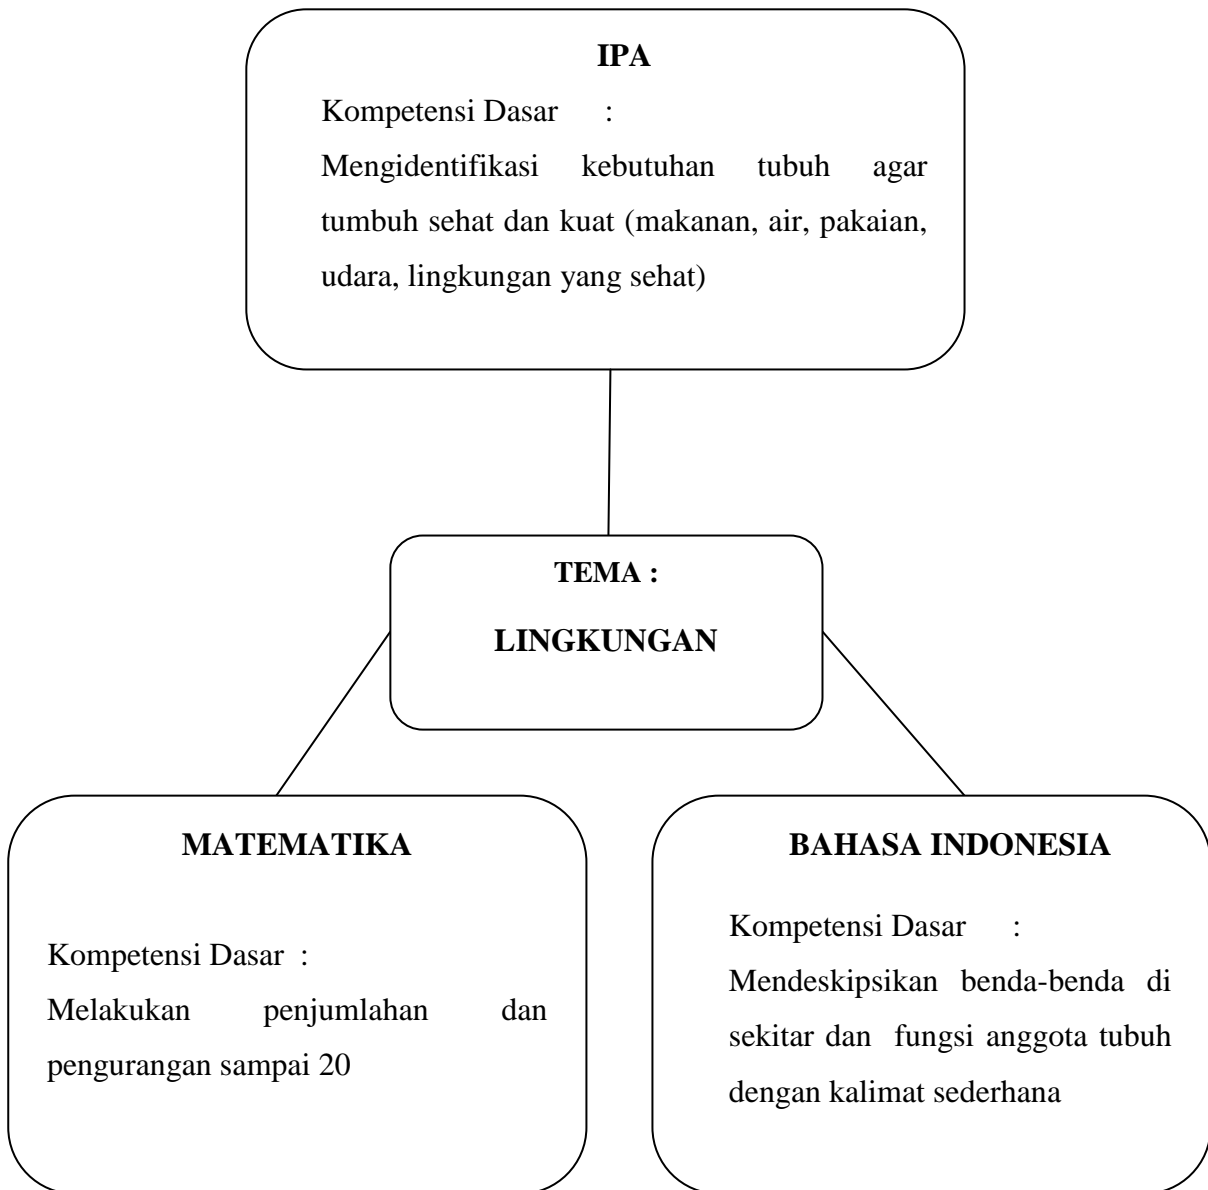 IPA
Kompetensi Dasar :
Mengidentifikasi kebutuhan tubuh agar
tumbuh sehat dan kuat (makanan, air, pakaian,
udara, lingkungan yang sehat)
TEMA :
LINGKUNGAN
MATEMATIKA
Kompetensi Dasar :
Melakukan penjumlahan dan
pengurangan sampai 20
BAHASA INDONESIA
Kompetensi Dasar :
Mendeskipsikan benda-benda di
sekitar dan fungsi anggota tubuh
dengan kalimat sederhana